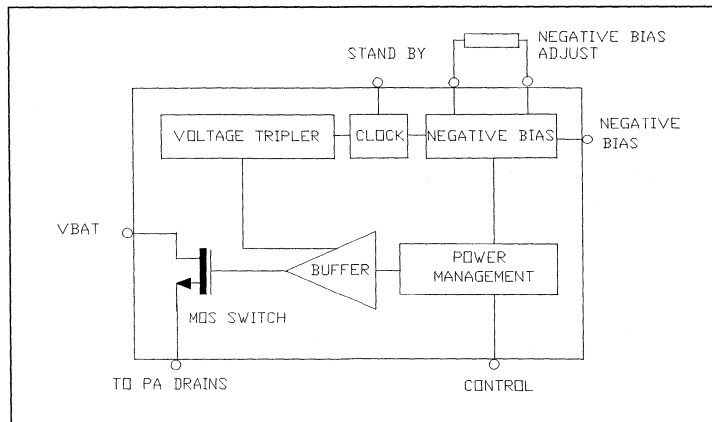 NEGATIVE BIAS
ADJUST
STAND BY
VOLTAGE TRIPLER
CLOCK
NEGATIVE BIAS
NEGATIVE
BIAS
VBAT
BUFFER
POWER
MANAGEMENT
MOS SWITCH
TO PA DRAINS
CONTROL